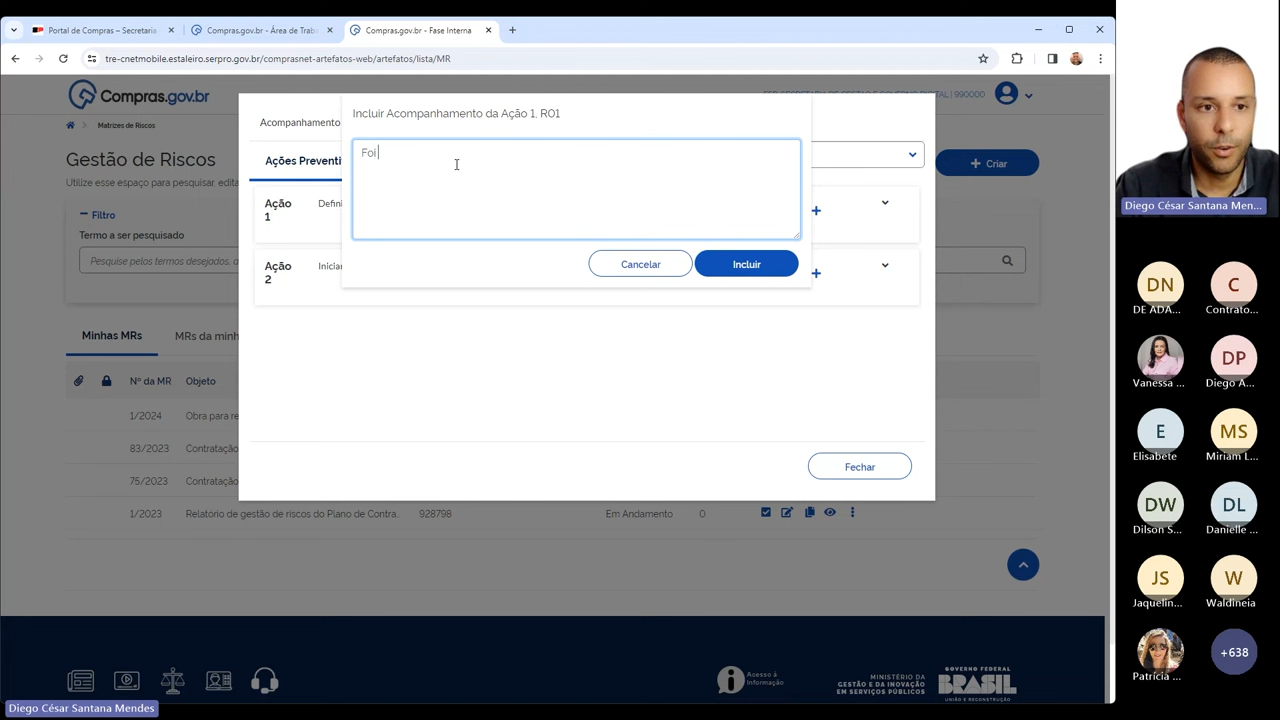 Portal de Compras – Secretaria
Compras.gov.br - Área de Traba
Compras.gov.br - Fase Interna
tre-cnetmobile.estaleiro.serpro.gov.br/comprasnet-artefatos-web/artefatos/lista/MR
Compras.gov.br
Matrizes de Riscos
Gestão de Riscos
Utilize esse espaço para pesquisar, edita
Criar
Filtro
Termo a ser pesquisado
Pesquise pelos termos desejados, a
Minhas MRs
MRs da minh
Nº da MR
Objeto
1/2024
Obra para re
83/2023
Contratação
75/2023
Contratação
1/2023
Relatório de gestão de riscos do Plano de Contra...
928798
Em Andamento
0
Acompanhamento
Ações Preventi
Ação 1
Defini
Ação 2
Inicia
Fechar
Incluir Acompanhamento da Ação 1, R01
Foi
Cancelar
Incluir
Acesso à
Informação
MINISTÉRIO DA
GESTÃO E DA INOVAÇÃO
EM SERVIÇOS PÚBLICOS
GOVERNO FEDERAL
BRASIL
UNIÃO E RECONSTRUÇÃO
Diego César Santana Mendes
Diego César Santana Men...
DN
DE ADA...
C
Contrato...
Vanessa ...
DP
Diego A...
E
Elisabete
MS
Miriam L...
DW
Dilson S...
DL
Danielle ...
JS
Jaquelin...
W
Waldineia
Patrícia ...
+638